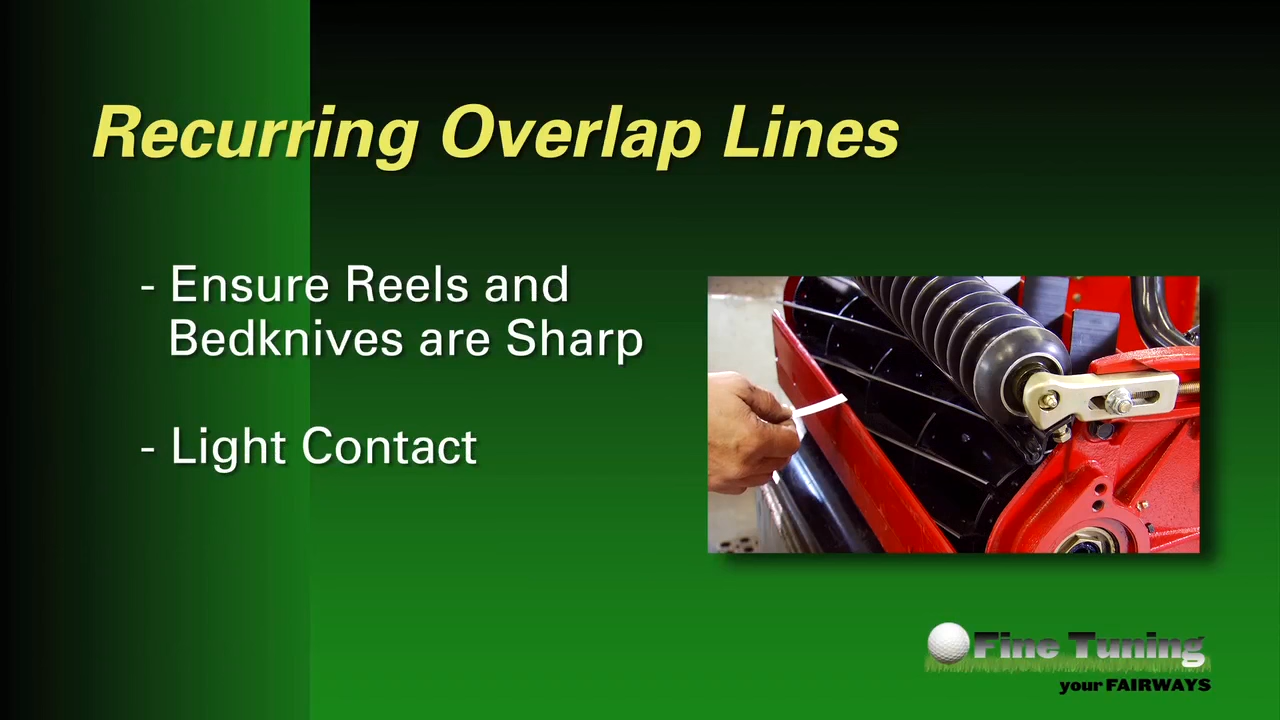 Recurring Overlap Lines
- Ensure Reels and
Bedknives are Sharp
- Light Contact
Fine Tuning
your FAIRWAYS